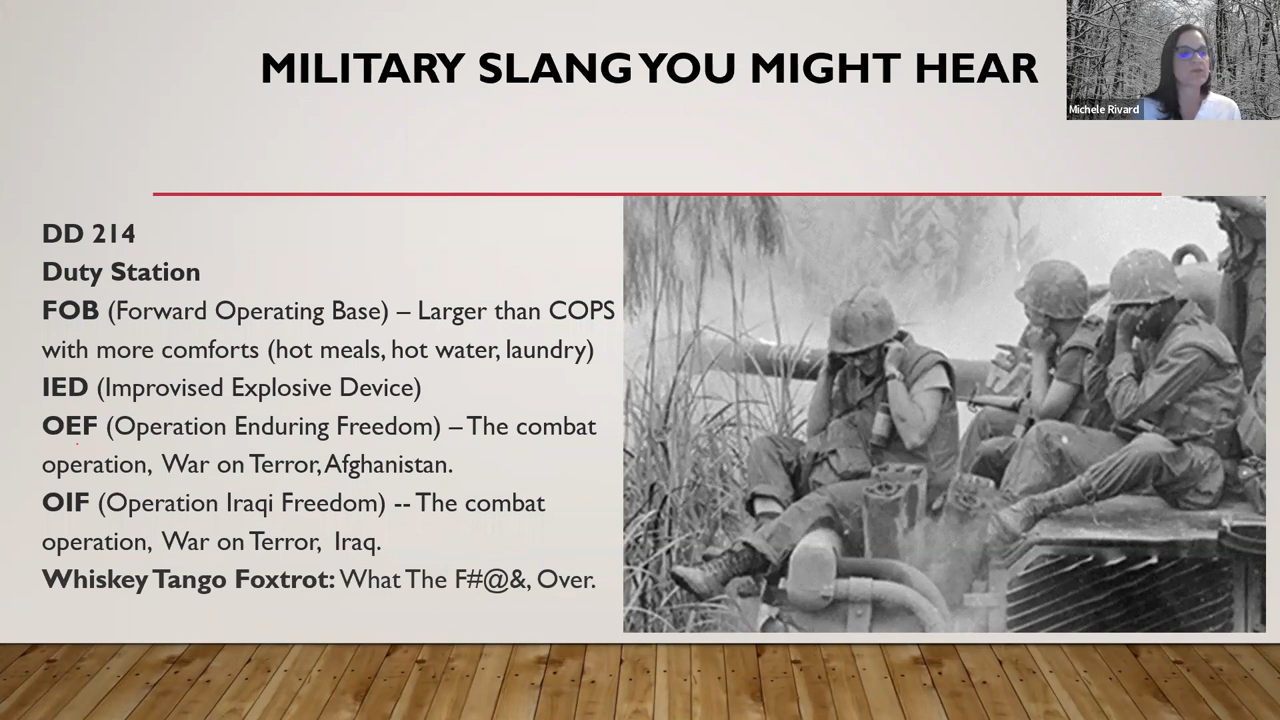 MILITARY SLANG YOU MIGHT HEAR
Michele Rivard
DD 214
Duty Station
FOB (Forward Operating Base) – Larger than COPS
with more comforts (hot meals, hot water, laundry)
IED (Improvised Explosive Device)
OEF (Operation Enduring Freedom) – The combat
operation, War on Terror, Afghanistan.
OIF (Operation Iraqi Freedom) -- The combat
operation, War on Terror, Iraq.
Whiskey Tango Foxtrot: What The F#@&, Over.